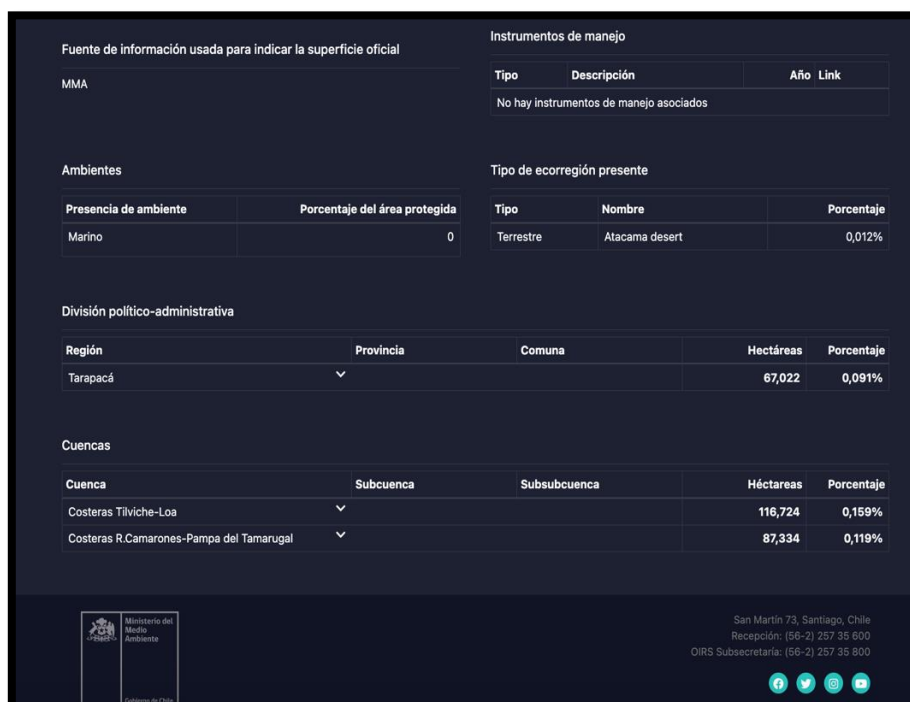 Fuente de información usada para indicar la superficie oficial
MMA
Instrumentos de manejo
Tipo Descripción Año Link
No hay instrumentos de manejo asociados
Ambientes
Presencia de ambiente Porcentaje del área protegida
Marino 0
Tipo de ecorregión presente
Tipo Nombre Porcentaje
Terrestre Atacama desert 0,012%
División político-administrativa
Región Provincia Comuna Hectáreas Porcentaje
Tarapacá 67,022 0,091%
Cuencas
Cuenca Subcuenca Subsubcuenca Héctareas Porcentaje
Costeras Tilviche-Loa 116,724 0,159%
Costeras R.Camarones-Pampa del Tamarugal 87,334 0,119%
Ministerio del
Medio
Ambiente
Gobierno de Chile
San Martín 73, Santiago, Chile
Recepción: (56-2) 257 35 600
OIRS Subsecretaría: (56-2) 257 35 800